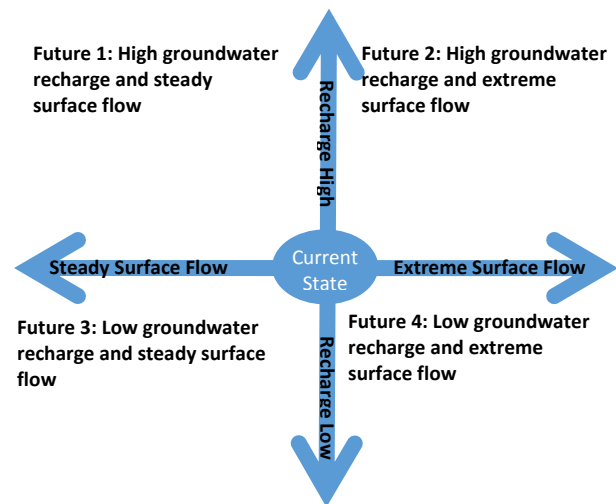 Future 1: High groundwater
recharge and steady
surface flow
Future 2: High groundwater
recharge and extreme
surface flow
Recharge High
Steady Surface Flow
Current
State
Extreme Surface Flow
Future 3: Low groundwater
recharge and steady surface
flow
Recharge Low
Future 4: Low groundwater
recharge and extreme
surface flow